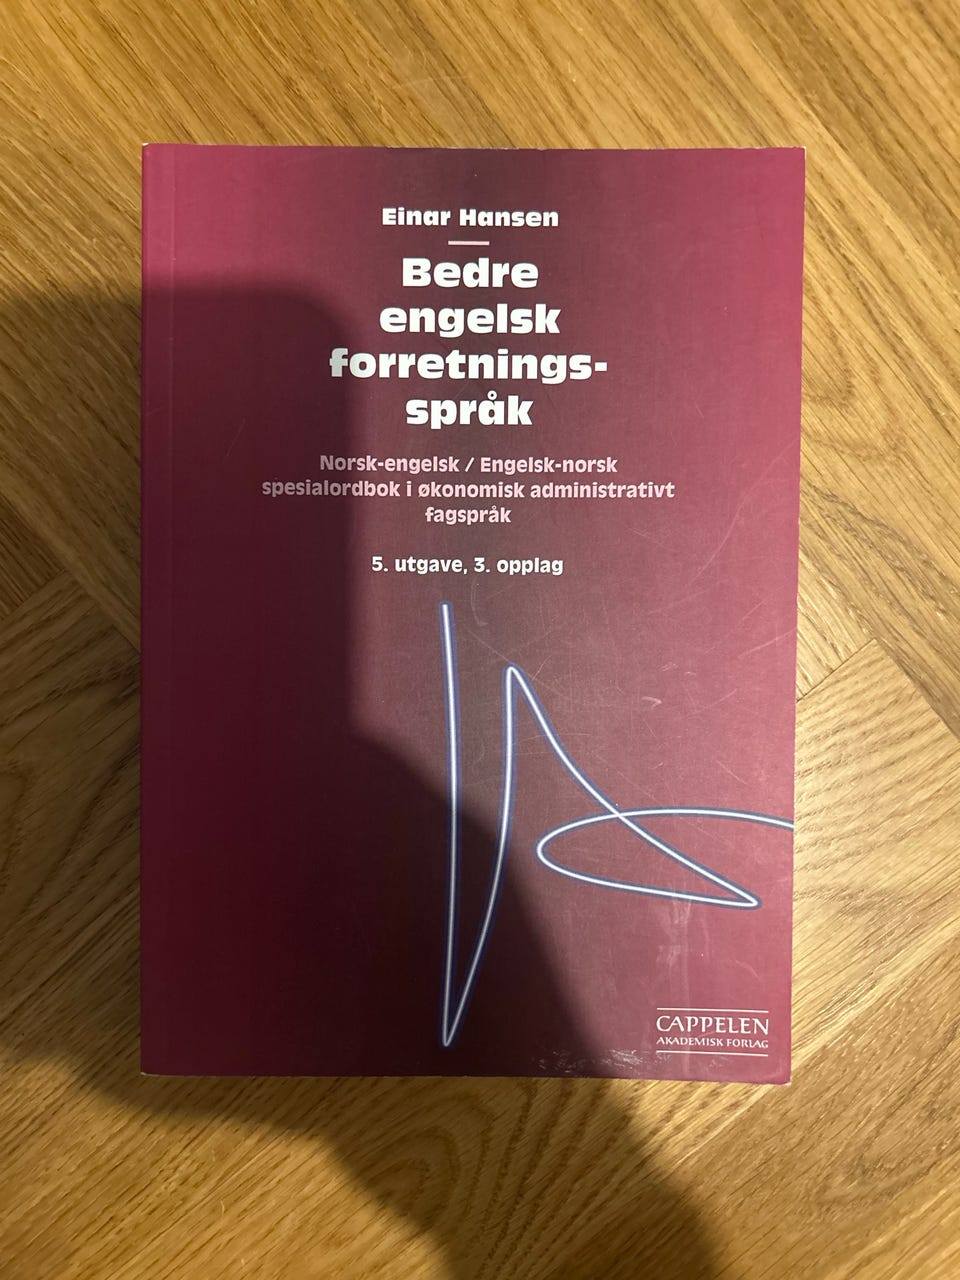 Einar Hansen
Bedre
engelsk
forretnings-
språk
Norsk-engelsk / Engelsk-norsk
spesialordbok i økonomisk administrativt
fagspråk
5. utgave, 3. opplag
CAPPELEN
AKADEMISK FORLAG